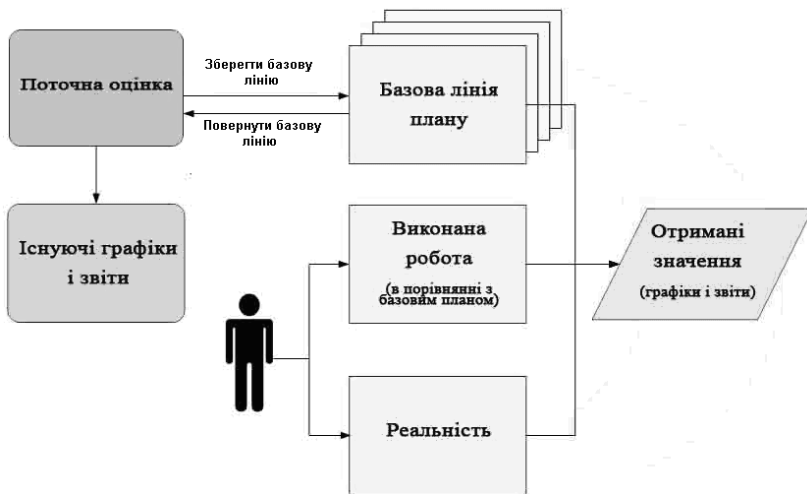 Поточна оцінка
Зберегти базову
лінію
Повернути базову
лінію
Базова лінія
плану
Існуючі графіки
і звіти
Виконана
робота
(в порівнянні з
базовим планом)
Отримані
значення
(графіки і звіти)
Реальність